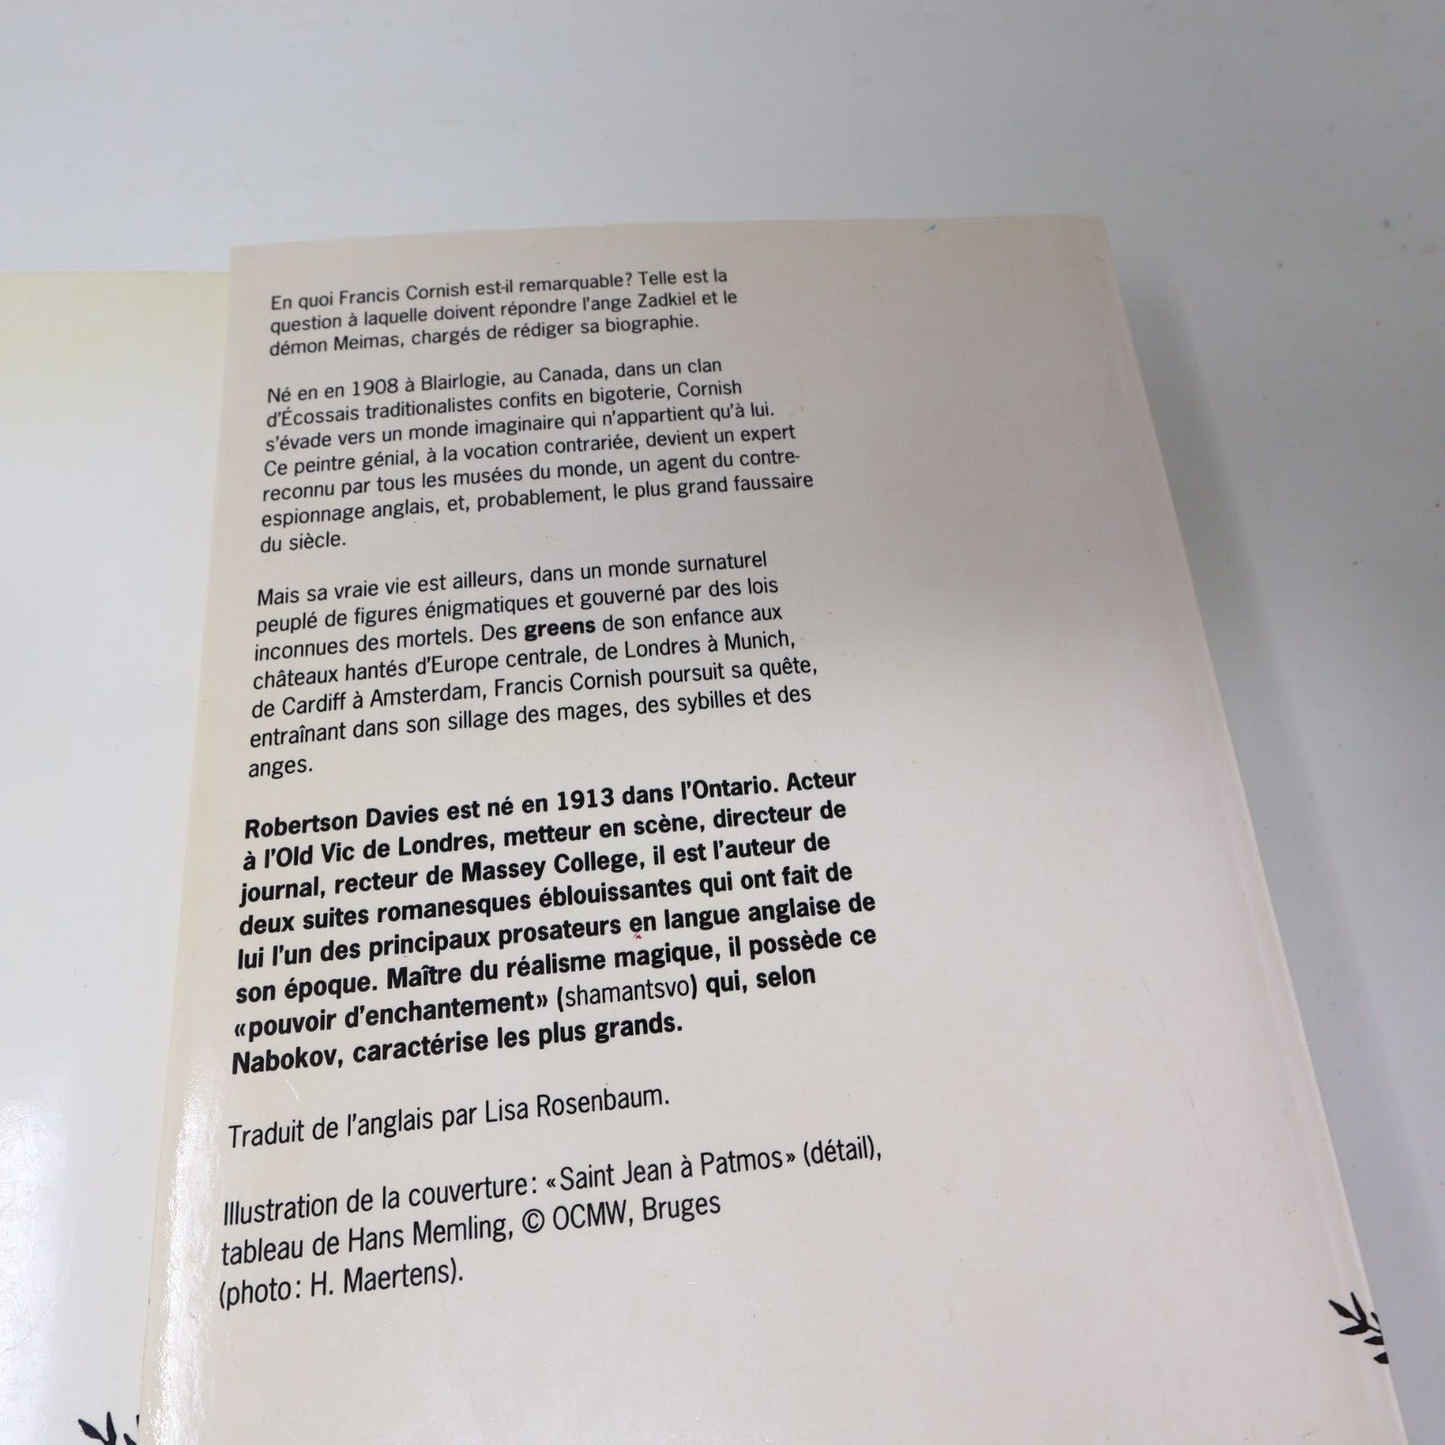 En quoi Francis Cornish est-il remarquable? Telle est la
question à laquelle doivent répondre l'ange Zadkiel et le
démon Meimas, chargés de rédiger sa biographie.
Né en en 1908 à Blairlogie, au Canada, dans un clan
d'Écossais traditionalistes confits en bigoterie, Cornish
s'évade vers un monde imaginaire qui n'appartient qu'à lui.
Ce peintre génial, à la vocation contrariée, devient un expert
reconnu par tous les musées du monde, un agent du contre-
espionnage anglais, et, probablement, le plus grand faussaire
du siècle.
Mais sa vraie vie est ailleurs, dans un monde surnaturel
peuplé de figures énigmatiques et gouverné par des lois
inconnues des mortels. Des greens de son enfance aux
châteaux hantés d'Europe centrale, de Londres à Munich,
de Cardiff à Amsterdam, Francis Cornish poursuit sa quête,
entraînant dans son sillage des mages, des sybilles et des
anges.
Robertson Davies est né en 1913 dans l'Ontario. Acteur
à l'Old Vic de Londres, metteur en scène, directeur de
journal, recteur de Massey College, il est l'auteur de
deux suites romanesques éblouissantes qui ont fait de
lui l'un des principaux prosateurs en langue anglaise de
son époque. Maître du réalisme magique, il possède ce
«pouvoir d'enchantement» (shamantsvo) qui, selon
Nabokov, caractérise les plus grands.
Traduit de l'anglais par Lisa Rosenbaum.
Illustration de la couverture: «Saint Jean à Patmos» (détail),
tableau de Hans Memling, © OCMW, Bruges
(photo: H. Maertens).